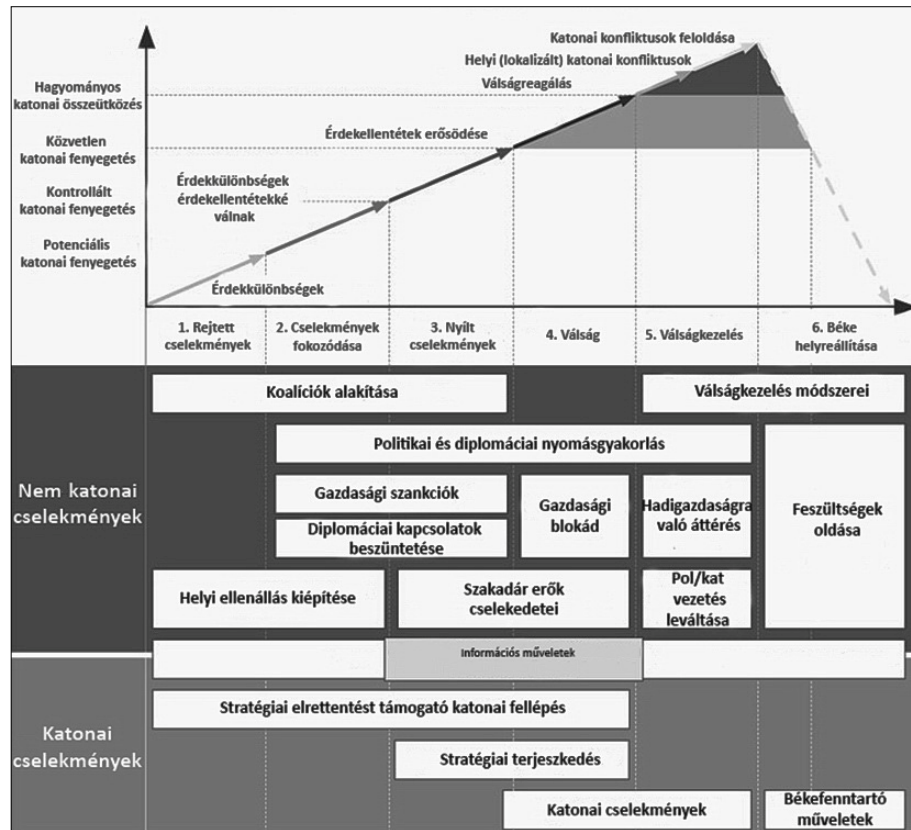 Katonai konfliktusok feloldása
Helyi (lokalizált) katonai konfliktusok
Válságreagálás
Hagyományos
katonai összeütközés
Érdekellentétek erősödése
Közvetlen
katonai fenyegetés
Érdekkülönbségek
érdekellentétekké
válnak
Kontrollált
katonai fenyegetés
Potenciális
katonai fenyegetés
Érdekkülönbségek
1. Rejtett
cselekmények
2. Cselekmények
fokozódása
3. Nyílt
cselekmények
4. Válság
5. Válságkezelés
6. Béke
helyreállítása
Nem katonai
cselekmények
Koalíciók alakítása
Válságkezelés módszerei
Politikai és diplomáciai nyomásgyakorlás
Gazdasági szankciók
Diplomáciai kapcsolatok
beszüntetése
Gazdasági
blokád
Hadigazdaságra
való áttérés
Feszültségek
oldása
Helyi ellenállás kiépítése
Szakadár erők
cselekedetei
Pol/kat
vezetés
leváltása
Információs műveletek
Katonai
cselekmények
Stratégiai elrettentést támogató katonai fellépés
Stratégiai terjeszkedés
Katonai cselekmények
Békefenntartó
műveletek